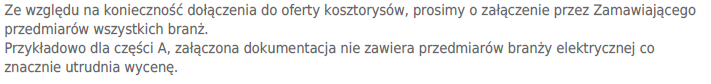 Ze względu na konieczność dołączenia do oferty kosztorysów, prosimy o załączenie przez Zamawiającego
przedmiarów wszystkich branż.
Przykładowo dla części A, załączona dokumentacja nie zawiera przedmiarów branży elektrycznej co
znacznie utrudnia wycenę.